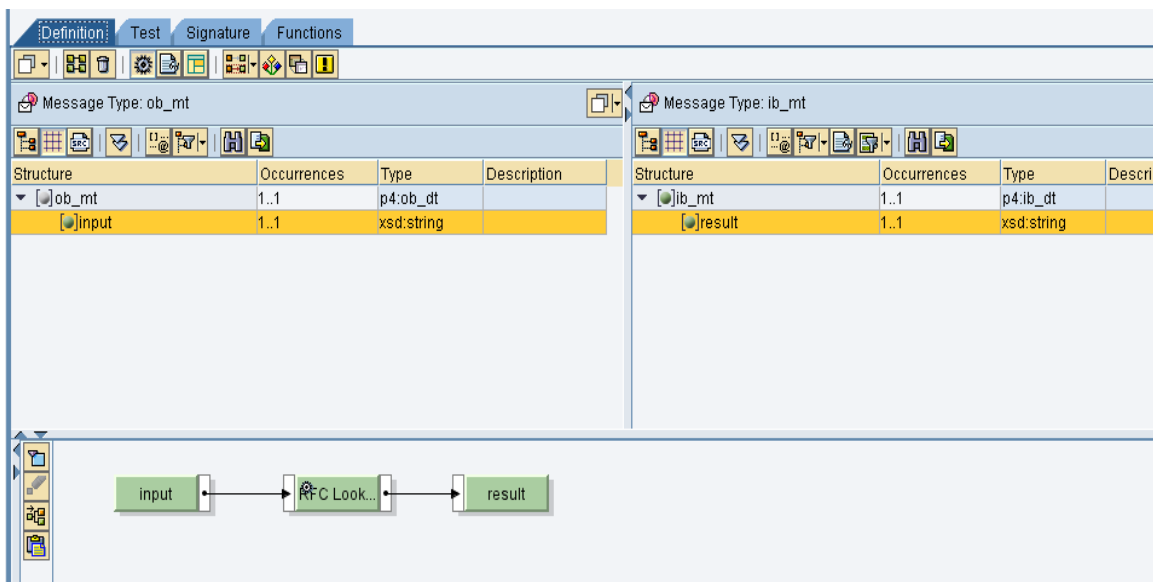 Definition Test Signature Functions
Message Type: ob_mt
Message Type: ib_mt
Structure Occurrences Type Description
Structure Occurrences Type Descri
ob_mt 1..1 p4:ob_dt
ib_mt 1..1 p4:ib_dt
input 1..1 xsd:string
result 1..1 xsd:string
input RFC Look... result